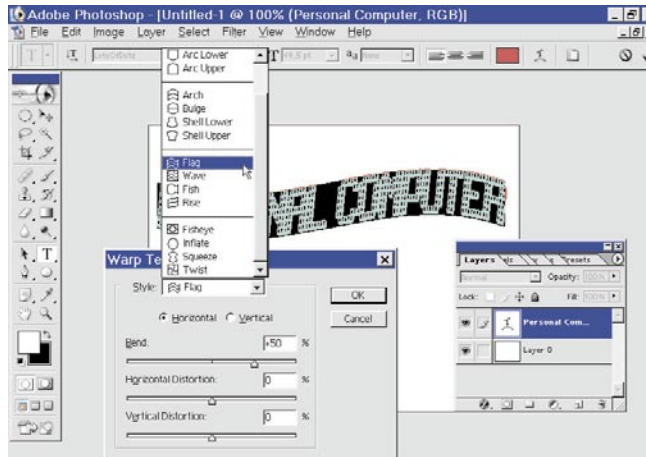 Adobe Photoshop - [Untitled-1 @ 100% (Personal Computer, RGB)]
File Edit Image Layer Select Filter View Window Help
Arc Lower
Arc Upper
Arch
Bulge
Shell Lower
Shell Upper
Flag
Wave
Fish
Rise
Fisheye
Inflate
Squeeze
Twist
COMPUTER
Warp Te
Style: Flag
Horizontal Vertical
Bend: +50 %
Horizontal Distortion: 0 %
Vertical Distortion: 0 %
OK
Cancel
Layers
Normal Opacity: 100%
Lock: Fill: 100%
Personal Com...
Layer 0